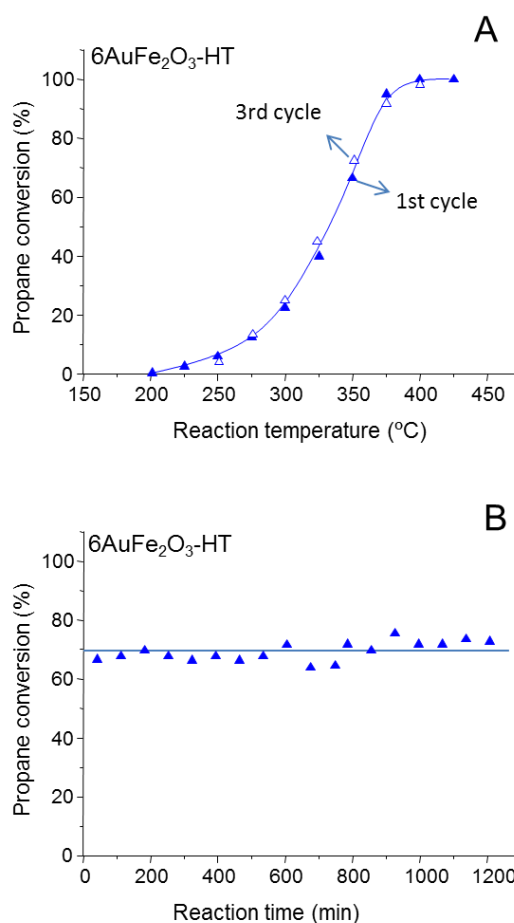 A
6AuFe₂O₃-HT
100
80
60
40
20
0
Propane conversion (%)
3rd cycle
1st cycle
150 200 250 300 350 400 450
Reaction temperature (ºC)
B
6AuFe₂O₃-HT
100
80
60
40
20
0
Propane conversion (%)
0 200 400 600 800 1000 1200
Reaction time (min)